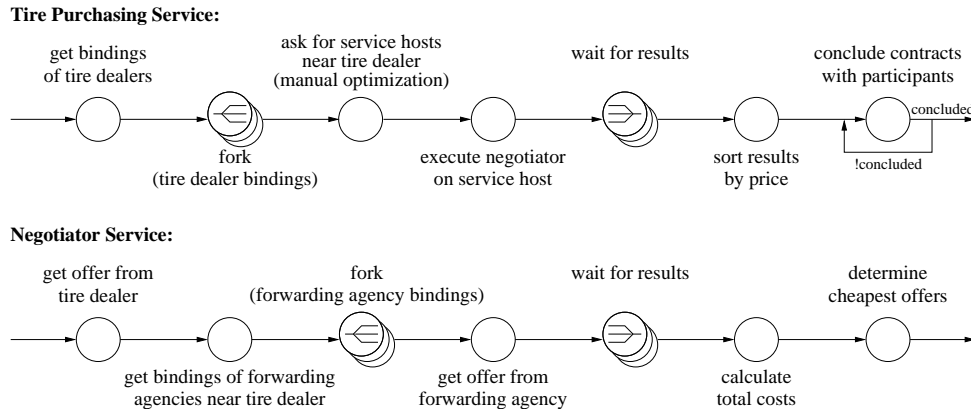 Tire Purchasing Service:
get bindings
of tire dealers
fork
(tire dealer bindings)
ask for service hosts
near tire dealer
(manual optimization)
execute negotiator
on service host
wait for results
sort results
by price
conclude contracts
with participants
concluded
!concluded
Negotiator Service:
get offer from
tire dealer
get bindings of forwarding
agencies near tire dealer
fork
(forwarding agency bindings)
get offer from
forwarding agency
wait for results
calculate
total costs
determine
cheapest offers